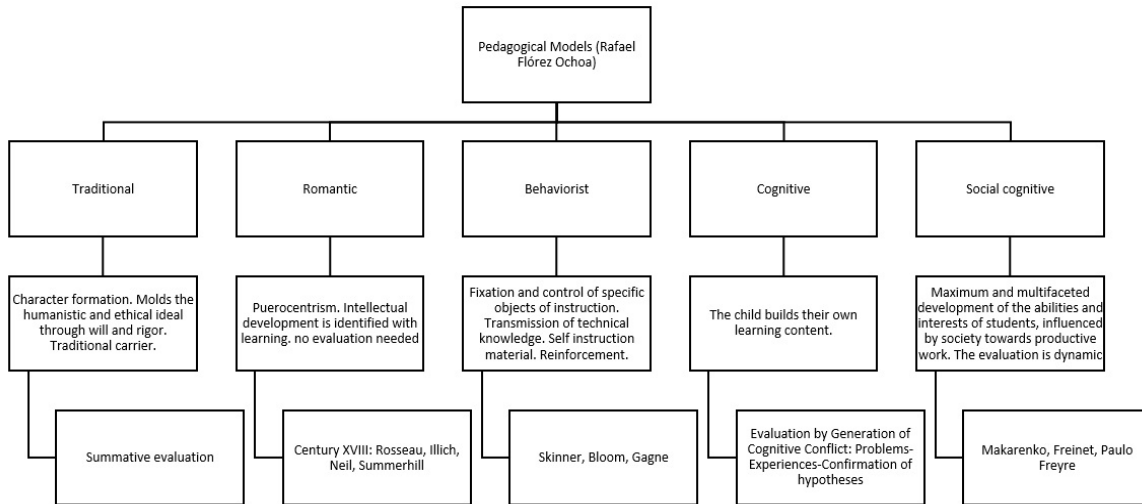 Pedagogical Models (Rafael
Flórez Ochoa)
Traditional
Romantic
Behaviorist
Cognitive
Social cognitive
Character formation. Molds the
humanistic and ethical ideal
through will and rigor.
Traditional carrier.
Puerocentrism. Intellectual
development is identified with
learning. no evaluation needed
Fixation and control of specific
objects of instruction.
Transmission of technical
knowledge. Self instruction
material. Reinforcement.
The child builds their own
learning content.
Maximum and multifaceted
development of the abilities and
interests of students, influenced
by society towards productive
work. The evaluation is dynamic
Summative evaluation
Century XVIII: Rosseau, Illich,
Neil, Summerhill
Skinner, Bloom, Gagne
Evaluation by Generation of
Cognitive Conflict: Problems-
Experiences-Confirmation of
hypotheses
Makarenko, Freinet, Paulo
Freyre